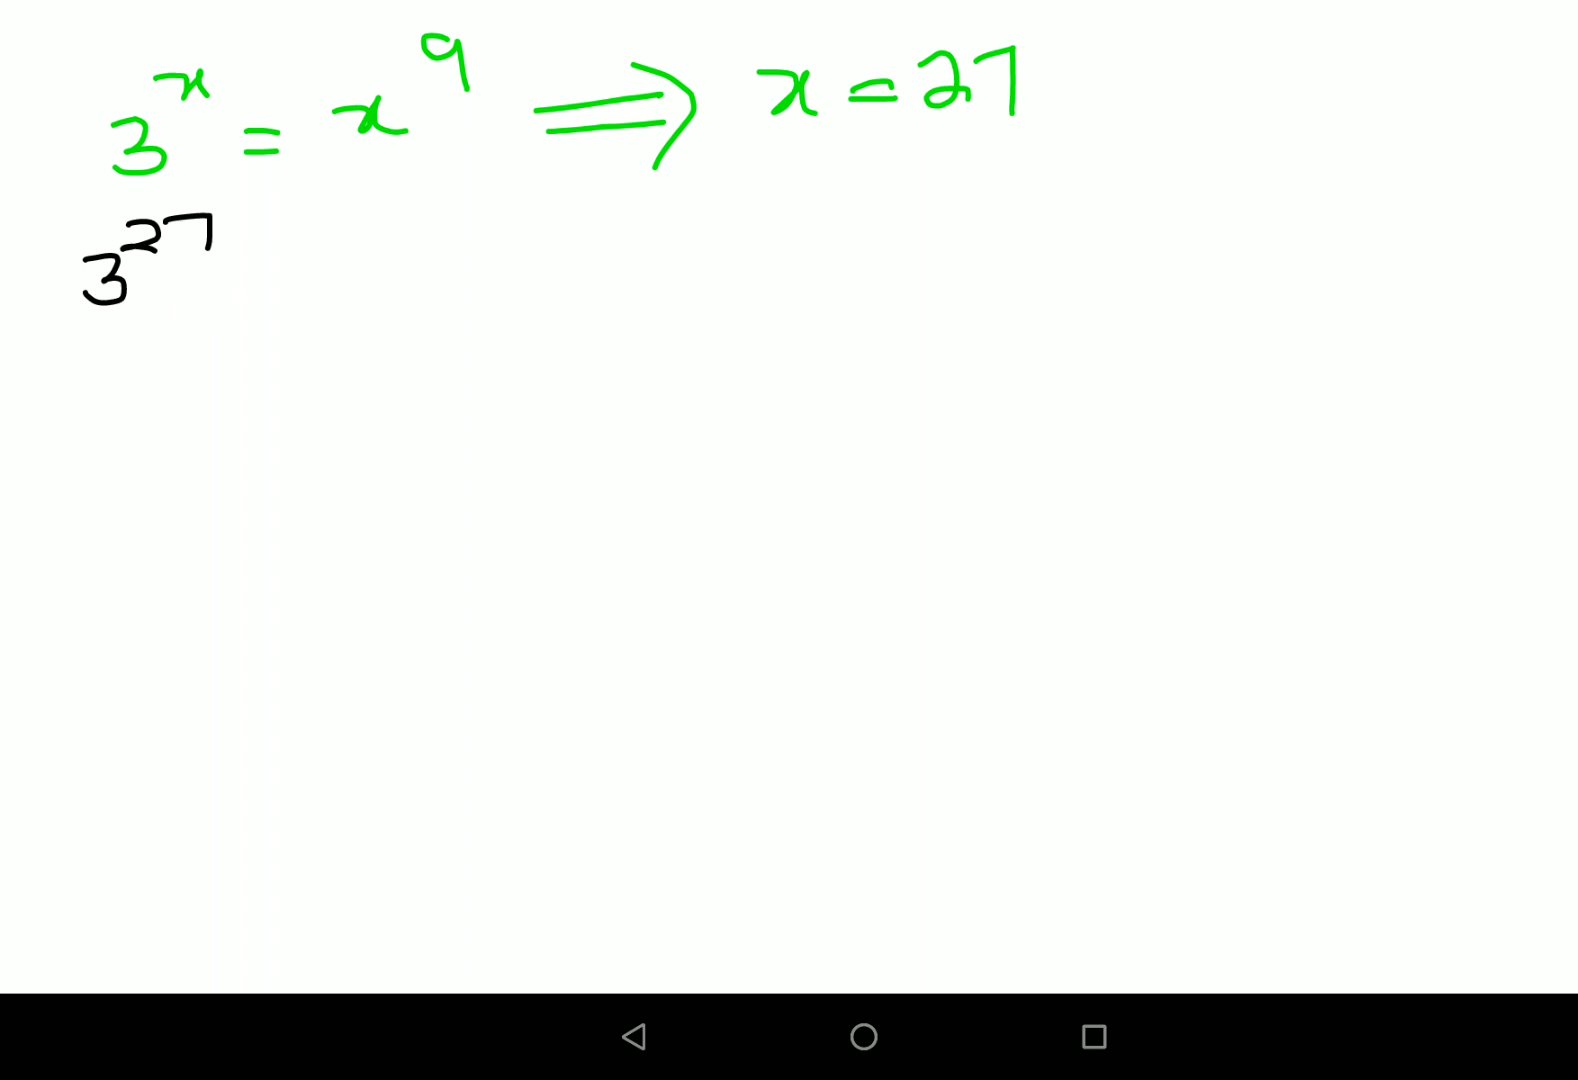 3^x = x^9 ⟹ x = 27
3^27